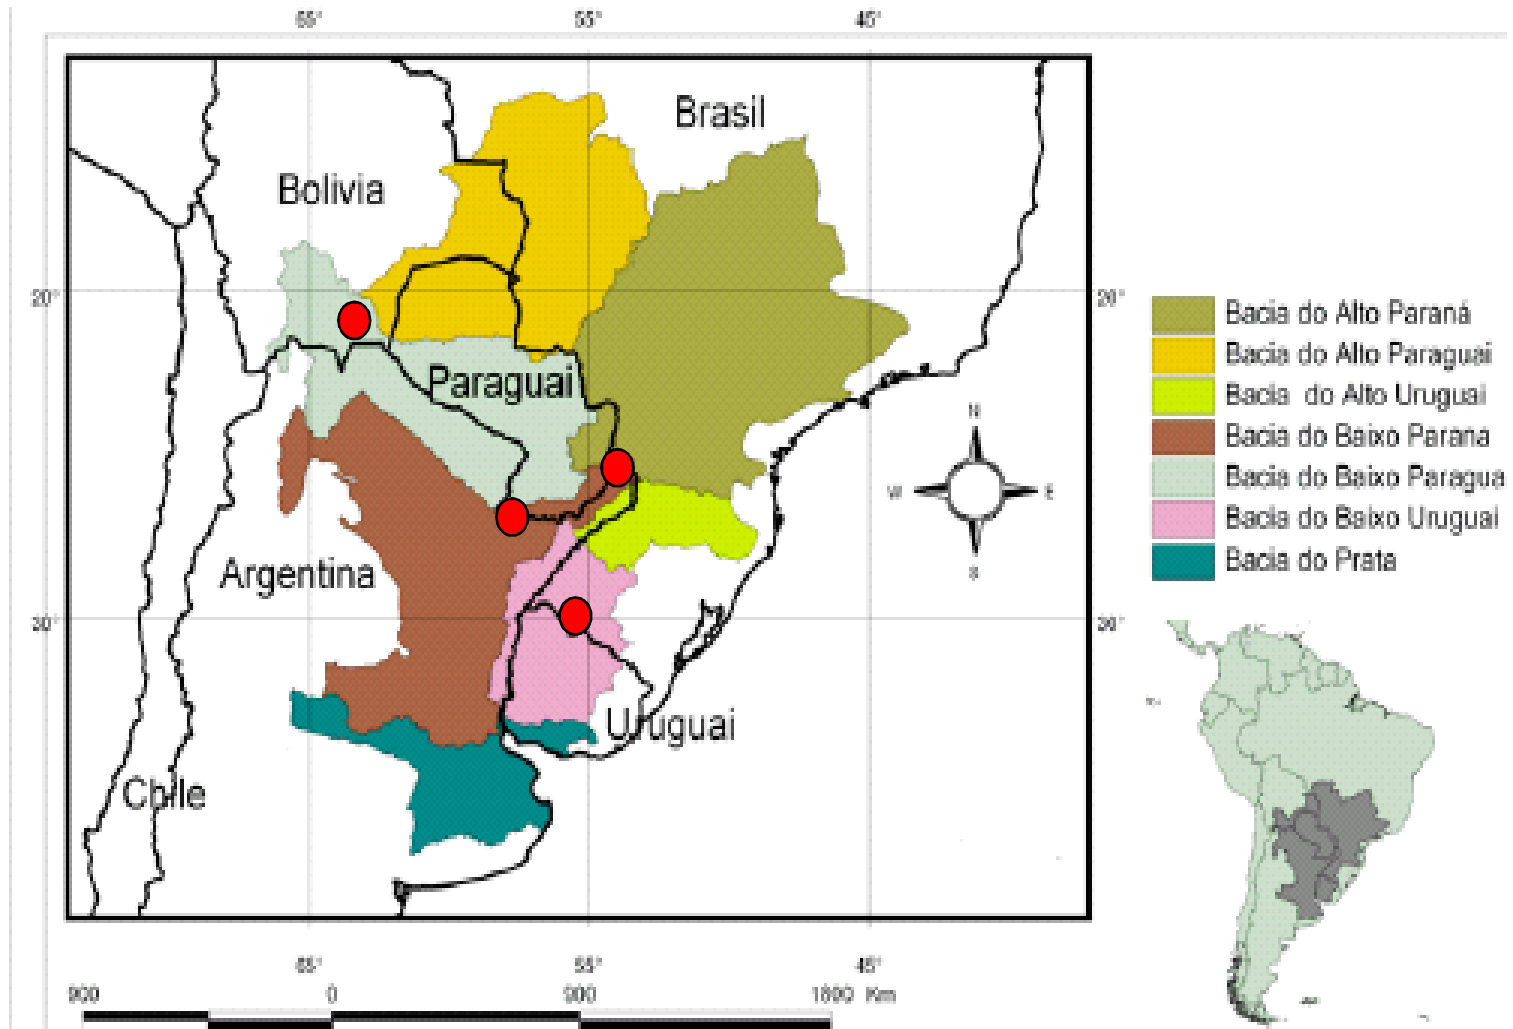 65° 55° 45°
Brasil
Bolivia
20° 20°
Bacia do Alto Paraná
Bacia do Alto Paraguai
Paraguai
Bacia do Alto Uruguai
N
Bacia do Baixo Paraná
Bacia do Baixo Paragua
W E
Bacia do Baixo Uruguai
Bacia do Prata
Argentina
S
30°
Uruguai
Chile
65° 55° 45°
900 0 900 1800 Km